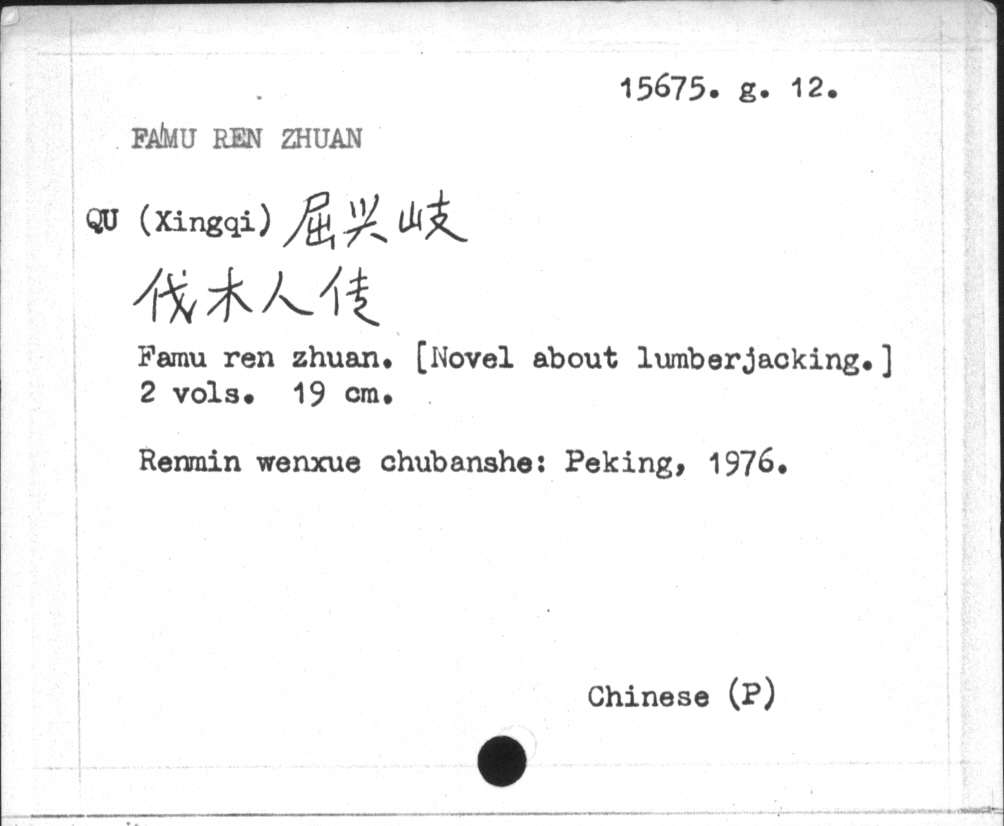 15675. g. 12.
FAMU REN ZHUAN
QU (Xingqi) 屈兴岐
伐木人传
Famu ren zhuan. [Novel about lumberjacking.]
2 vols. 19 cm.
Renmin wenxue chubanshe: Peking, 1976.
Chinese (P)